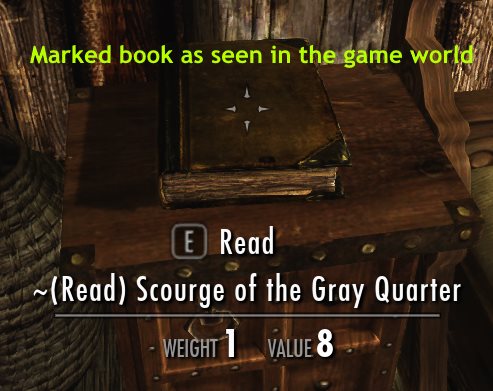 Marked book as seen in the game world
E Read
~(Read) Scourge of the Gray Quarter
WEIGHT 1 VALUE 8